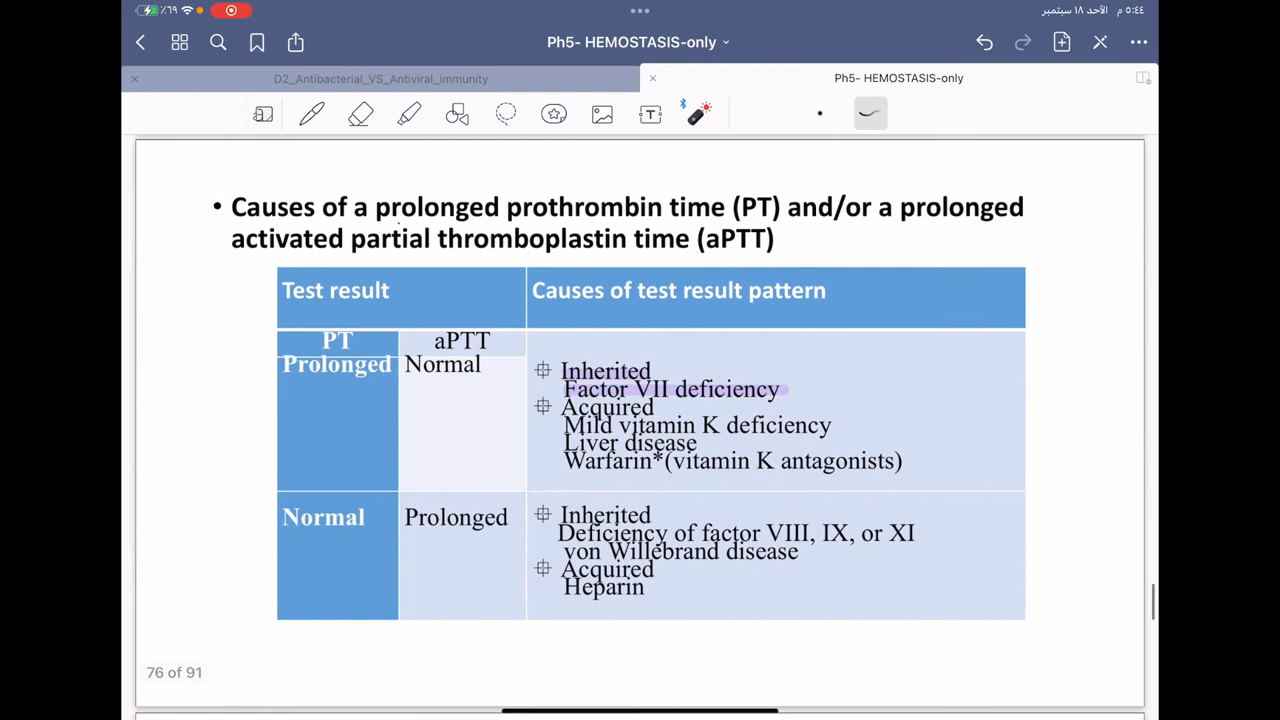 ٪٦٩
٥:٤٤ م الأحد ١٨ سبتمبر
Ph5- HEMOSTASIS-only
D2_Antibacterial_VS_Antiviral_immunity
Ph5- HEMOSTASIS-only
• Causes of a prolonged prothrombin time (PT) and/or a prolonged
activated partial thromboplastin time (aPTT)
Test result
Causes of test result pattern
PT
aPTT
Prolonged
Normal
Inherited
Factor VII deficiency
Acquired
Mild vitamin K deficiency
Liver disease
Warfarin*(vitamin K antagonists)
Normal
Prolonged
Inherited
Deficiency of factor VIII, IX, or XI
von Willebrand disease
Acquired
Heparin
76 of 91